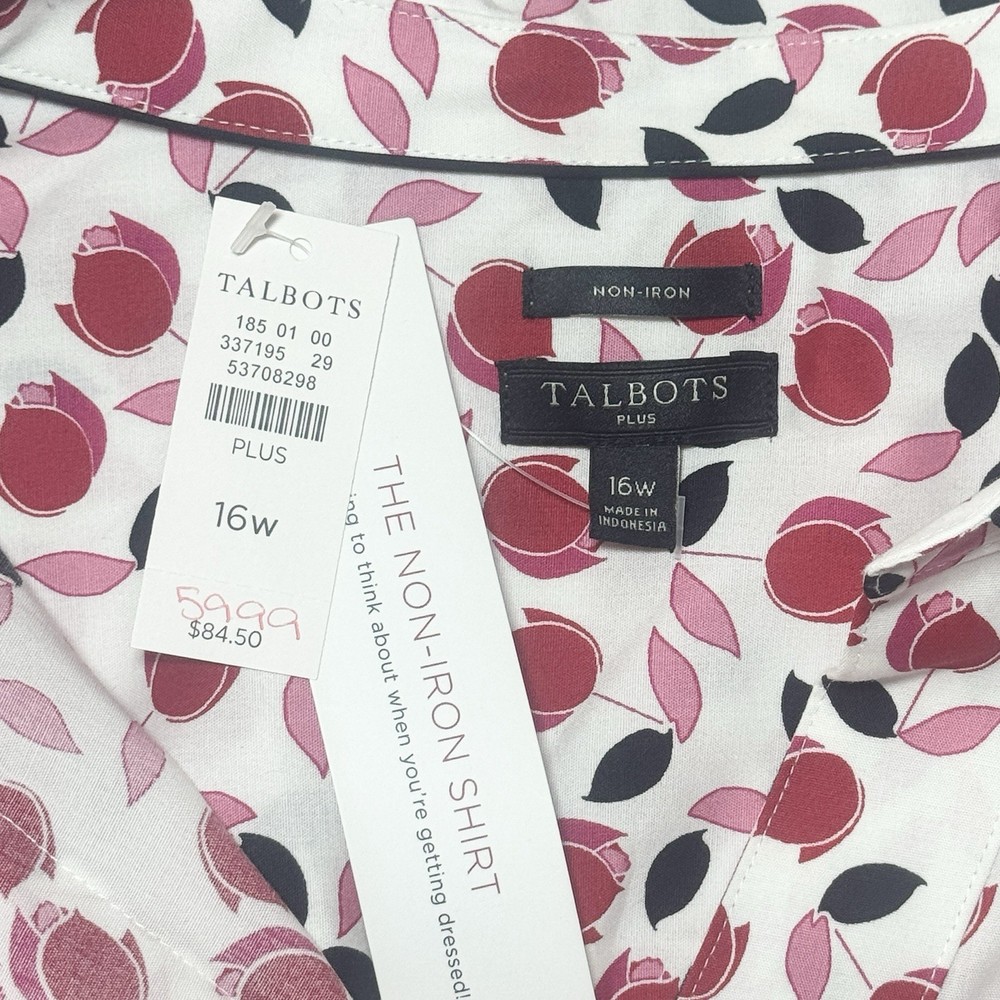 TALBOTS
185 01 00
337195 29
53708298
PLUS
16W
5999
$84.50
THE NON-IRON SHIRT
ing to think about when you're getting dressed!
NON-IRON
TALBOTS
PLUS
16W
MADE IN
INDONESIA